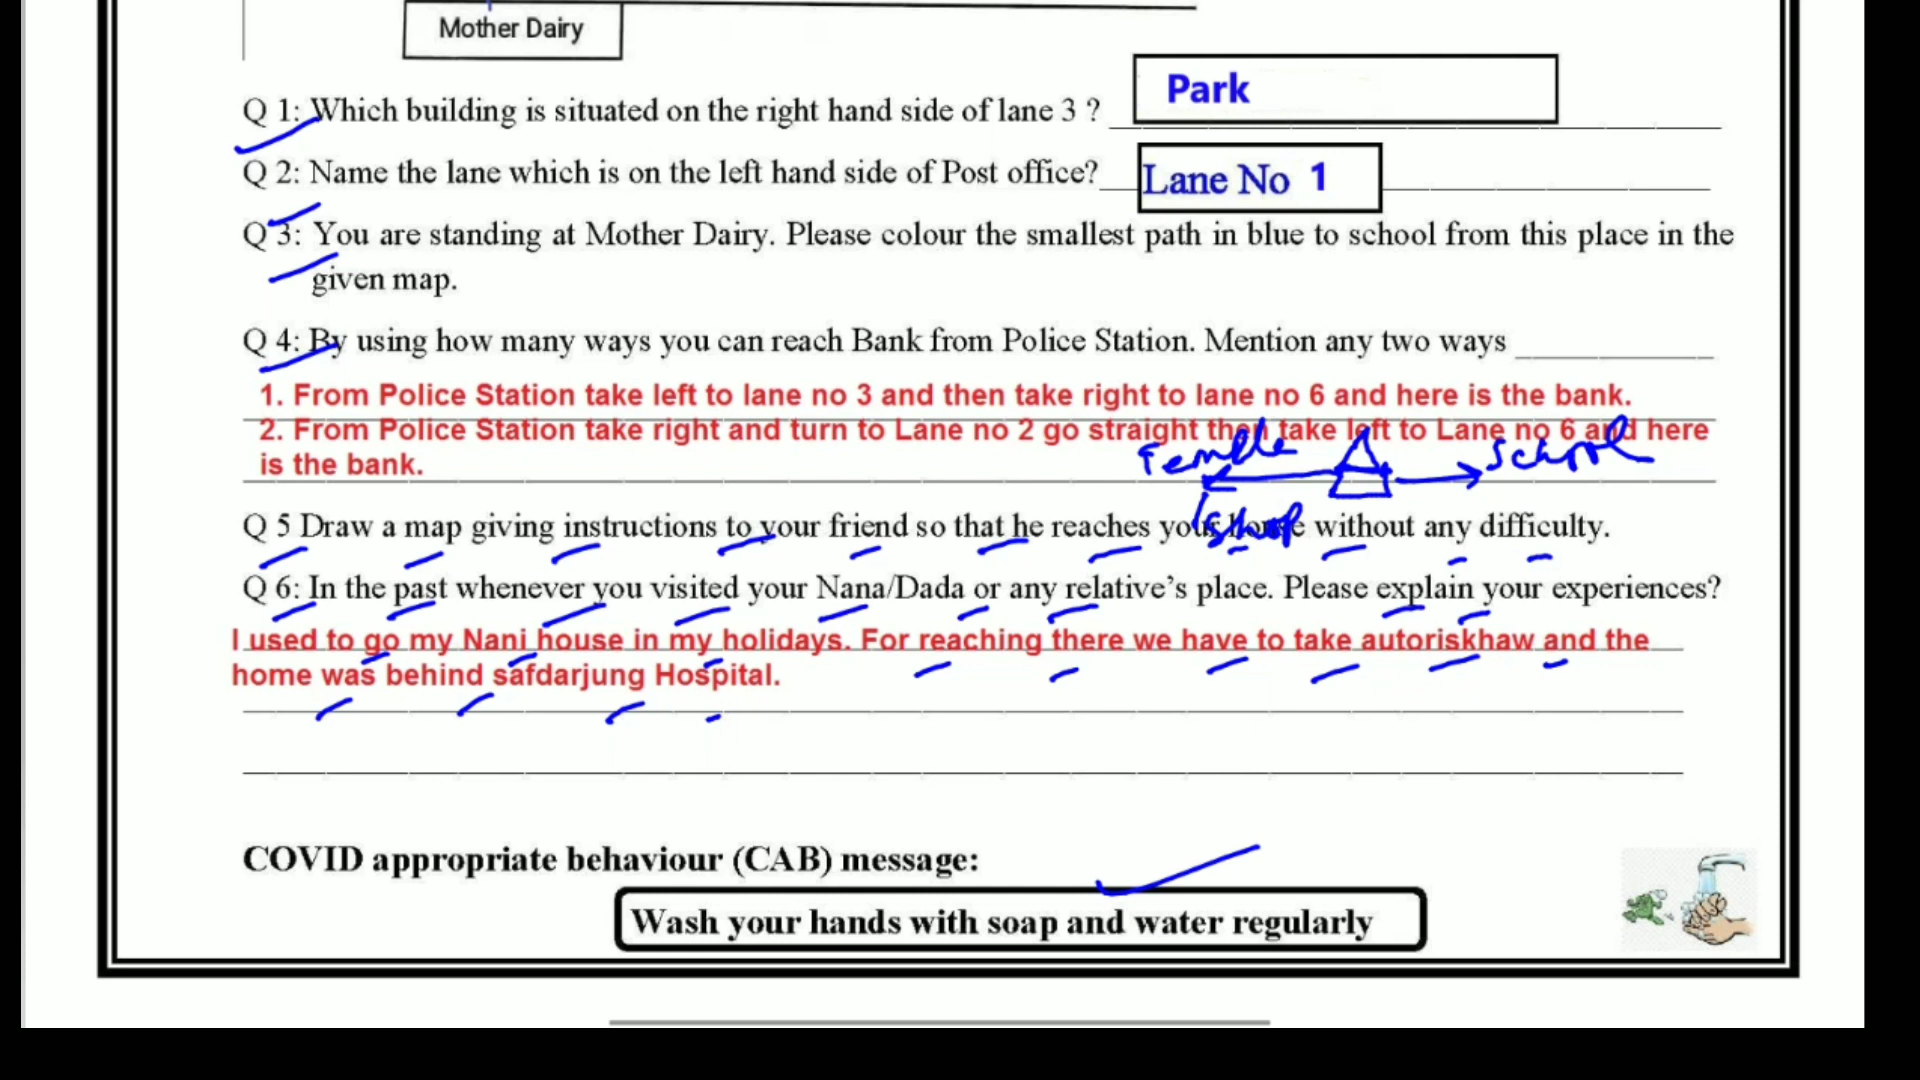 Mother Dairy
Q 1: Which building is situated on the right hand side of lane 3 ? Park
Q 2: Name the lane which is on the left hand side of Post office? Lane No 1
Q 3: You are standing at Mother Dairy. Please colour the smallest path in blue to school from this place in the
given map.
Q 4: By using how many ways you can reach Bank from Police Station. Mention any two ways
1. From Police Station take left to lane no 3 and then take right to lane no 6 and here is the bank.
2. From Police Station take right and turn to Lane no 2 go straight then take left to Lane no 6 and here
is the bank.
School
Q 5 Draw a map giving instructions to your friend so that he reaches your house without any difficulty.
Shop
Q 6: In the past whenever you visited your Nana/Dada or any relative’s place. Please explain your experiences?
I used to go my Nani house in my holidays. For reaching there we have to take autoriskhaw and the
home was behind safdarjung Hospital.
COVID appropriate behaviour (CAB) message:
Wash your hands with soap and water regularly